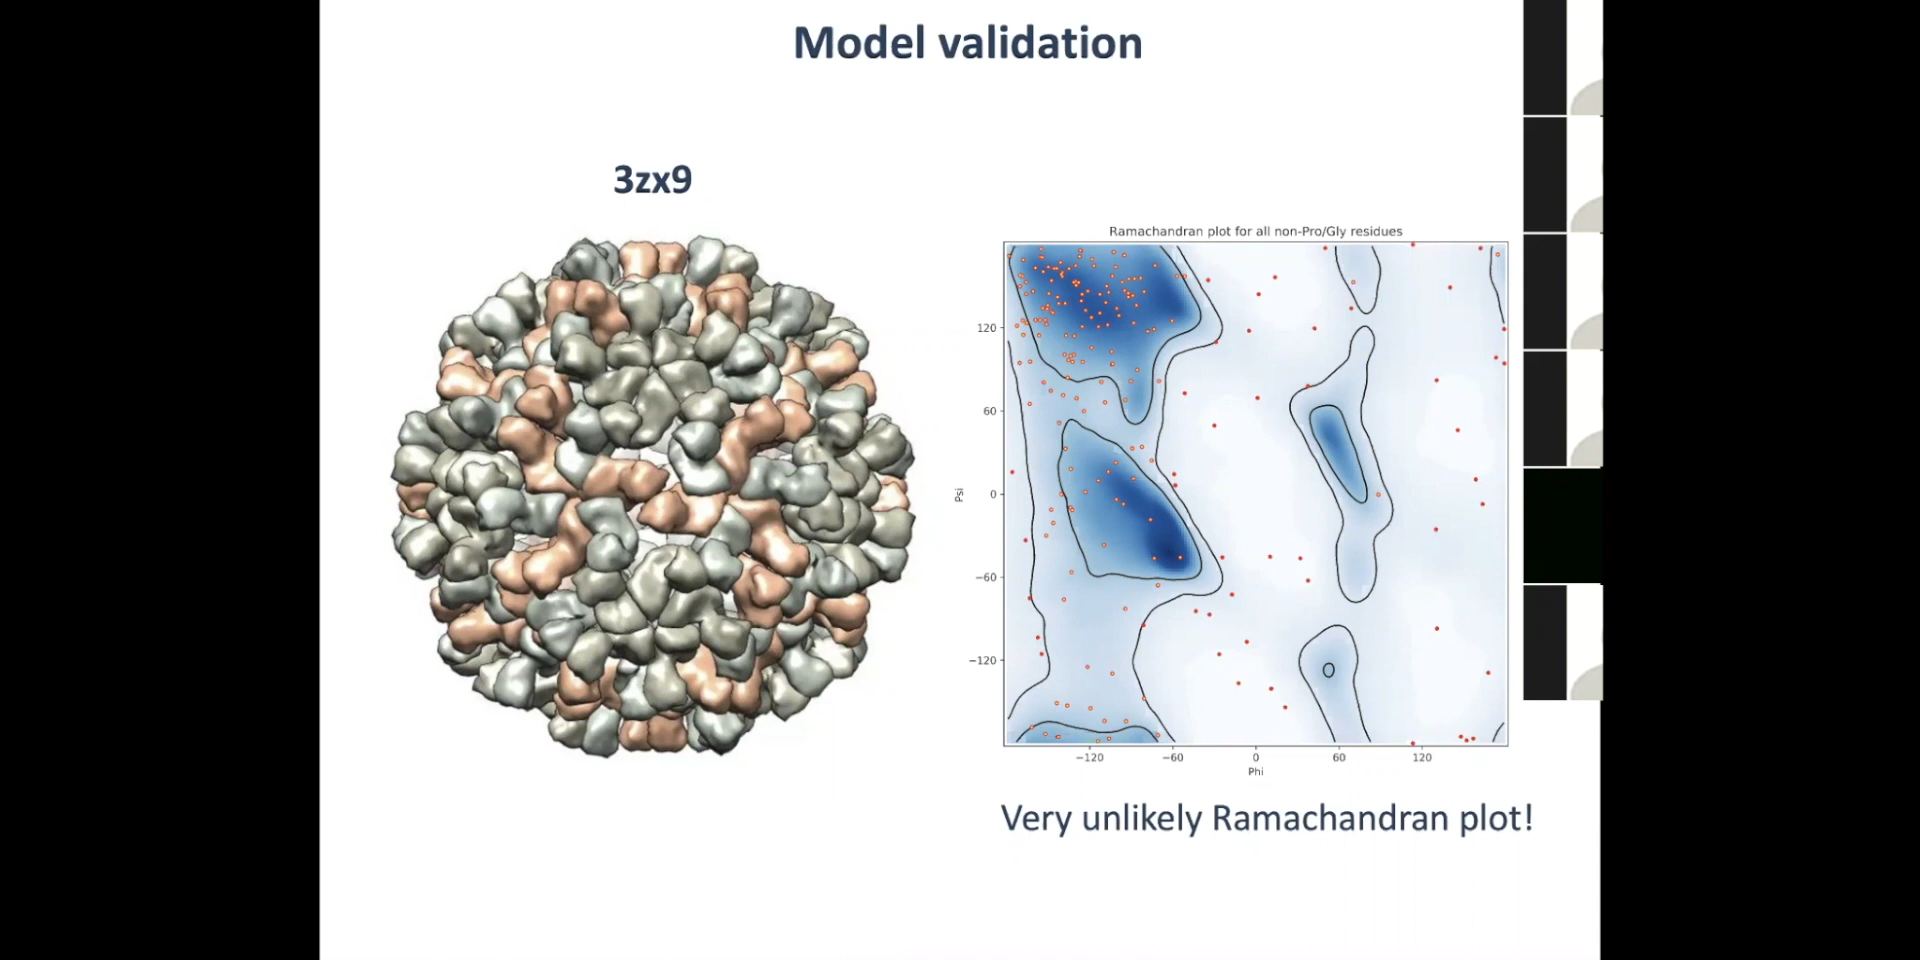 Model validation
3zx9
Ramachandran plot for all non-Pro/Gly residues
120
60
0
−60
−120
Psi
−120 −60 0 60 120
Phi
Very unlikely Ramachandran plot!